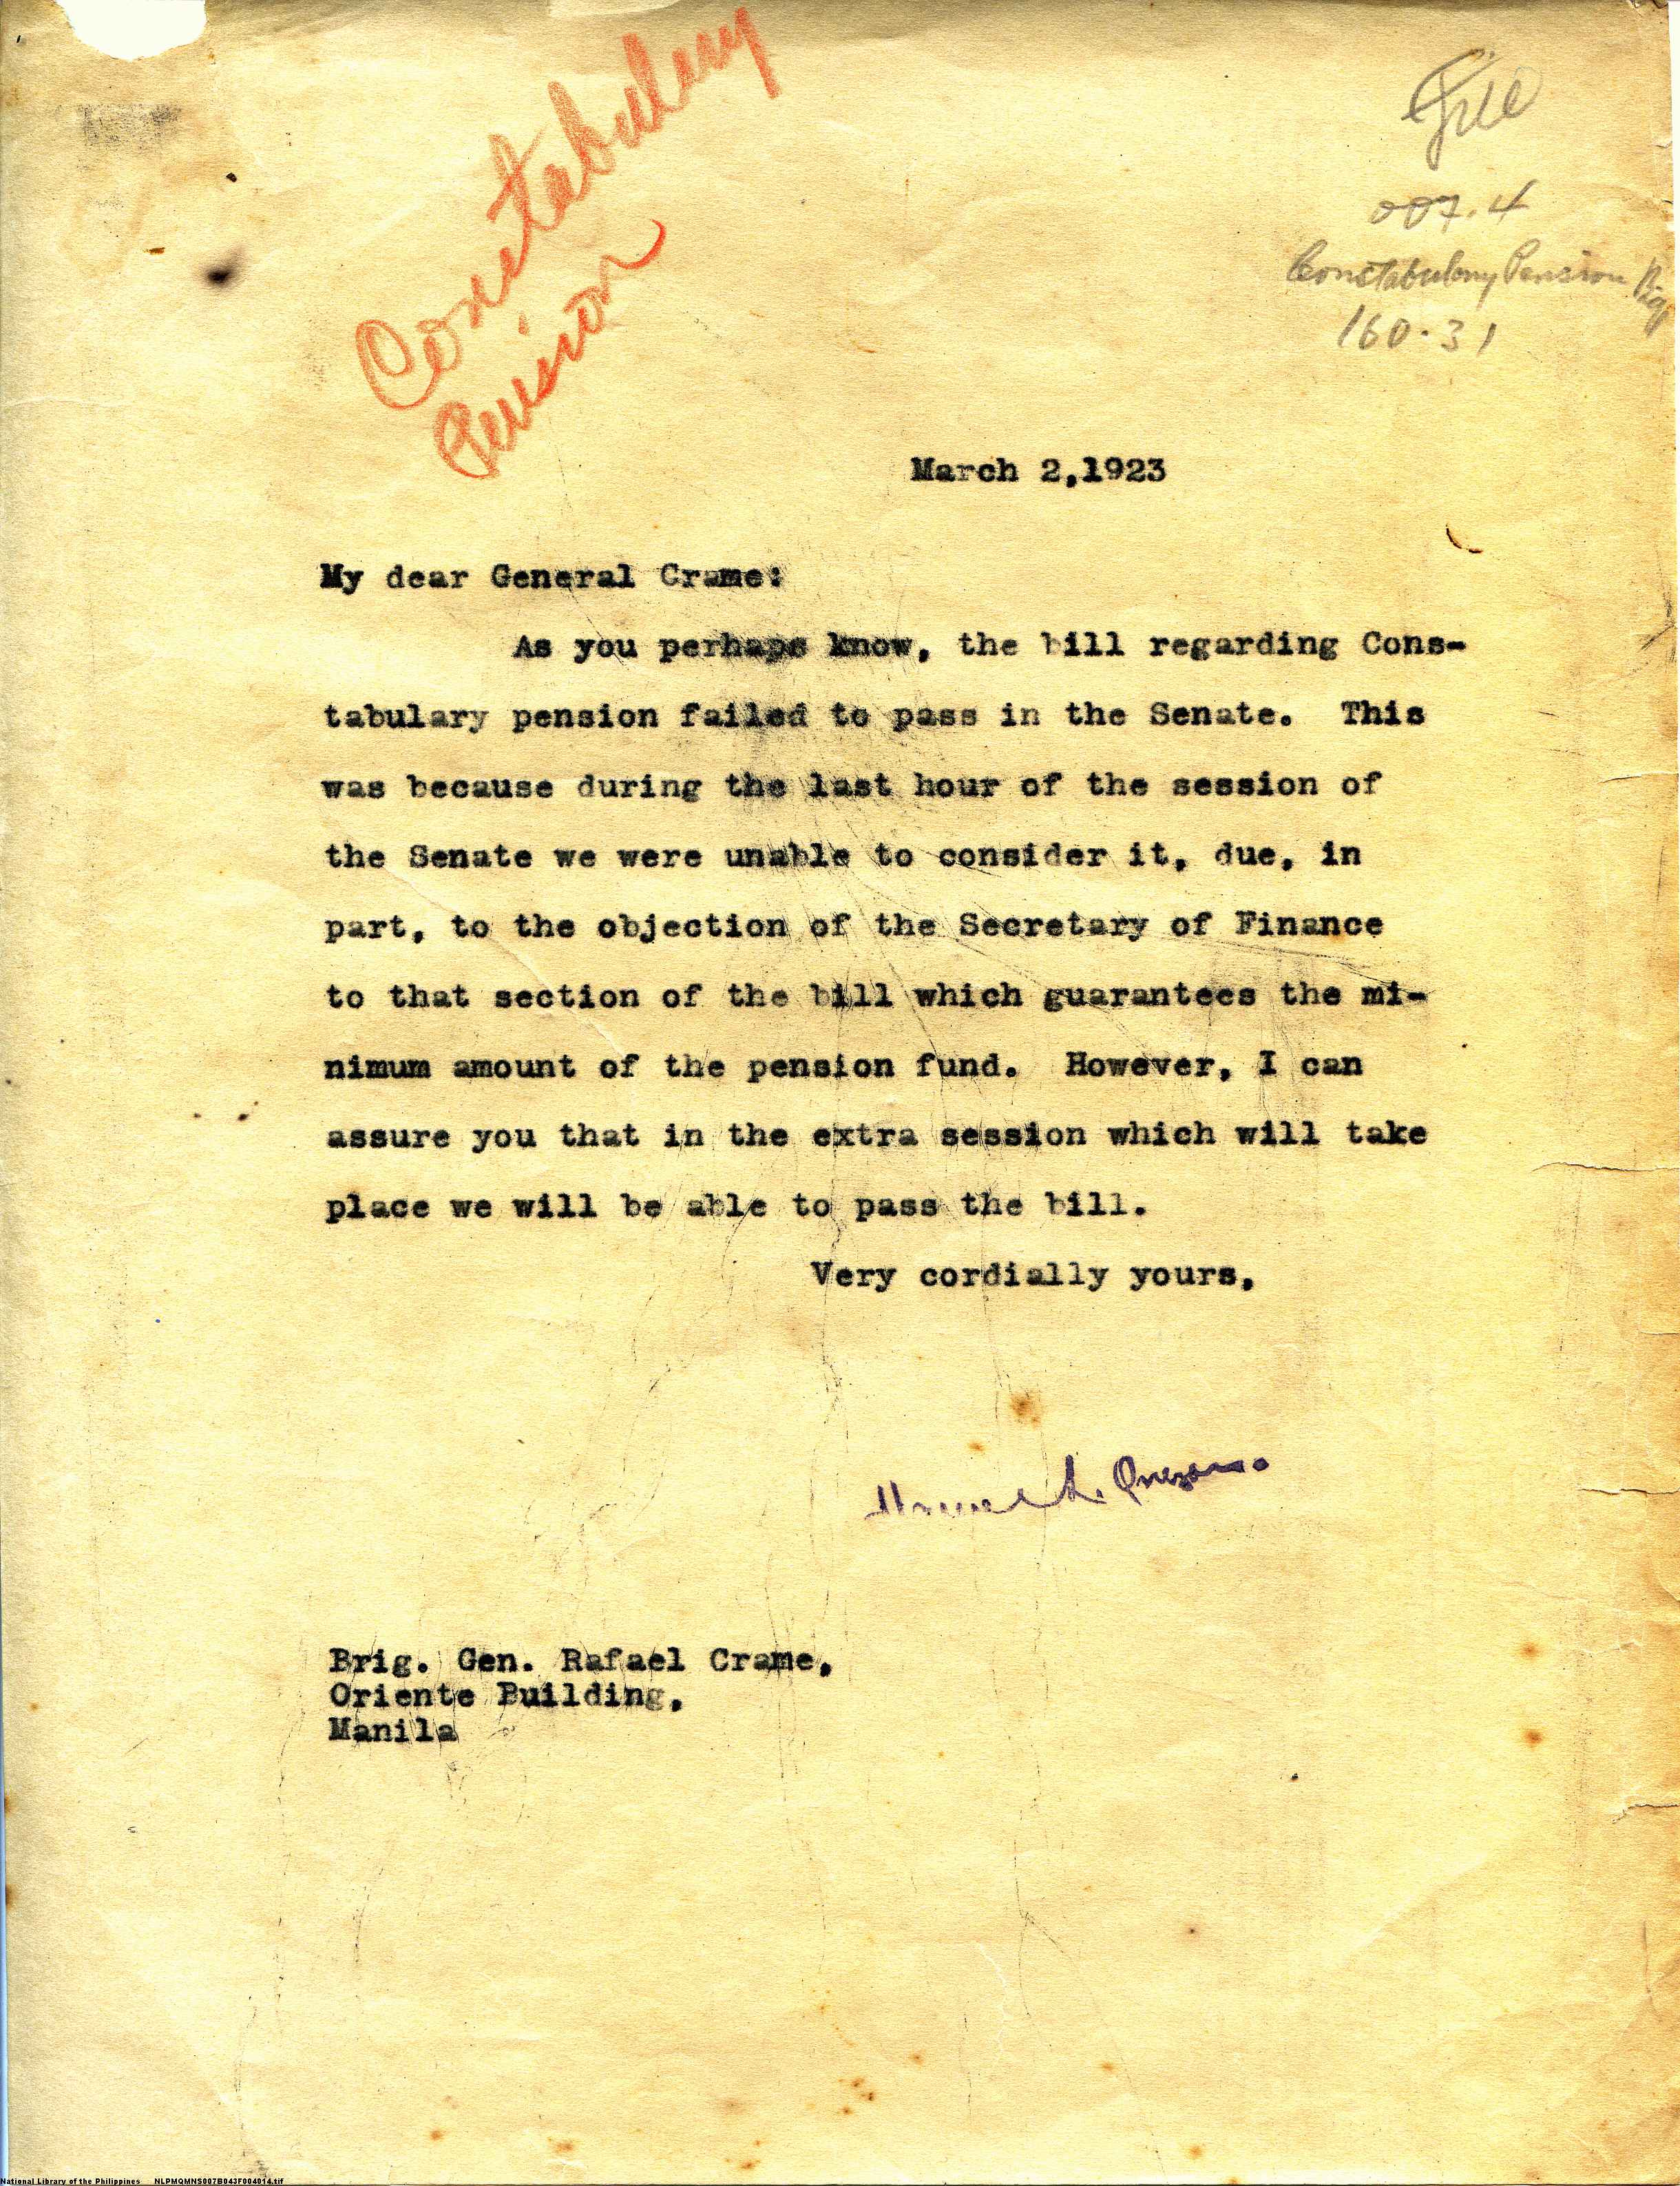 Constabulary
Pension
File
007.4
Constabulary Pension
160.31
March 2,1923
My dear General Crame:
As you perhaps know, the bill regarding Cons-
tabulary pension failed to pass in the Senate. This
was because during the last hour of the session of
the Senate we were unable to consider it, due, in
part, to the objection of the Secretary of Finance
to that section of the bill which guarantees the mi-
nimum amount of the pension fund. However, I can
assure you that in the extra session which will take
place we will be able to pass the bill.
Very cordially yours,
Manuel L. Quezon.
Brig. Gen. Rafael Crame,
Oriente Building,
Manila
National Library of the Philippines NLPMQMNS007B043F004014.tif